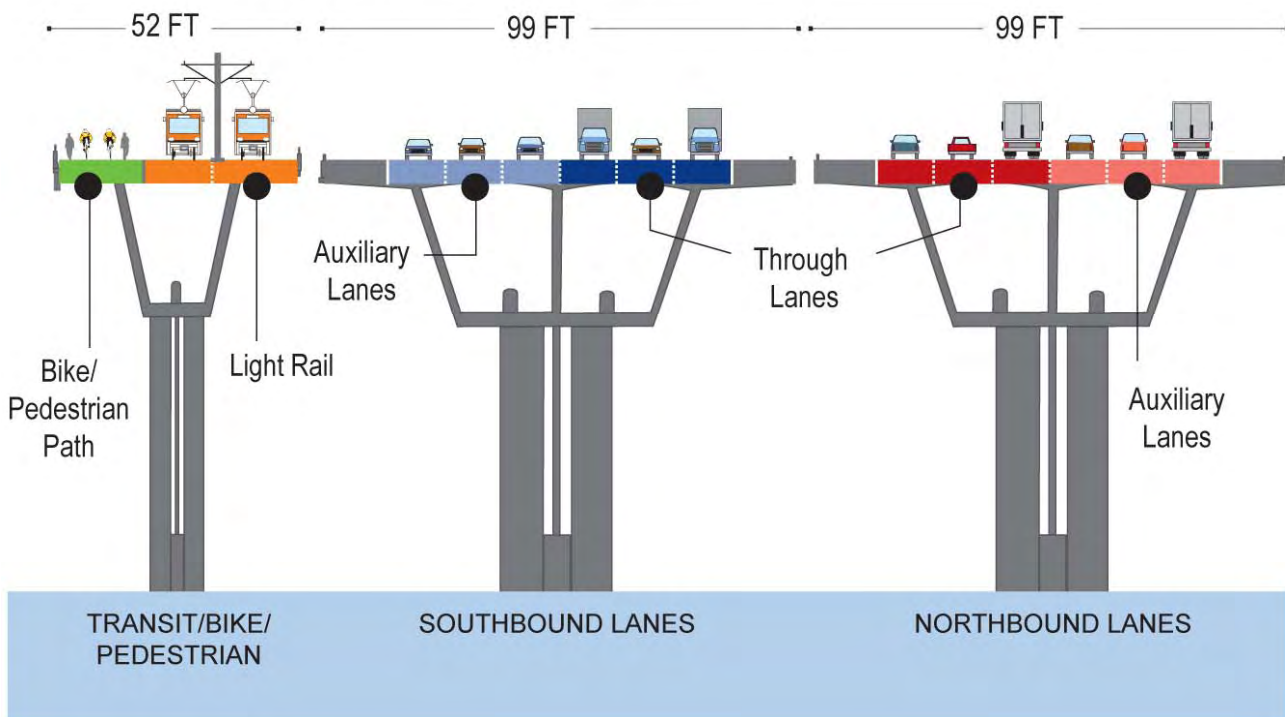 52 FT
99 FT
99 FT
Auxiliary
Lanes
Through
Lanes
Bike/
Pedestrian
Path
Light Rail
Auxiliary
Lanes
TRANSIT/BIKE/
PEDESTRIAN
SOUTHBOUND LANES
NORTHBOUND LANES